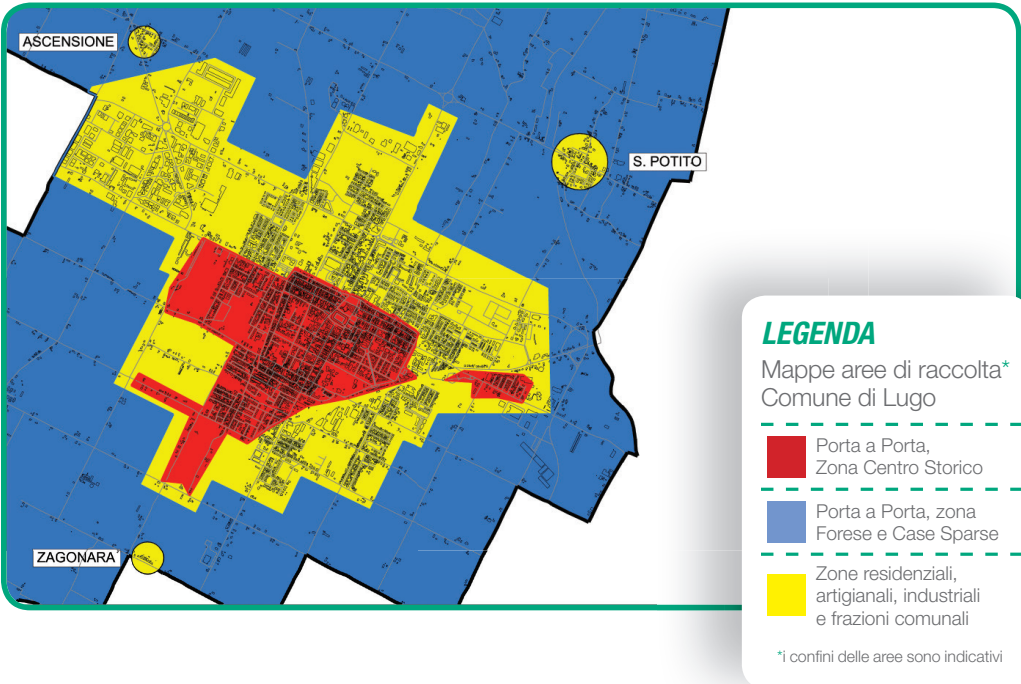 ASCENSIONE
S. POTITO
ZAGONARA
LEGENDA
Mappe aree di raccolta*
Comune di Lugo
Porta a Porta,
Zona Centro Storico
Porta a Porta, zona
Forese e Case Sparse
Zone residenziali,
artigianali, industriali
e frazioni comunali
*i confini delle aree sono indicativi